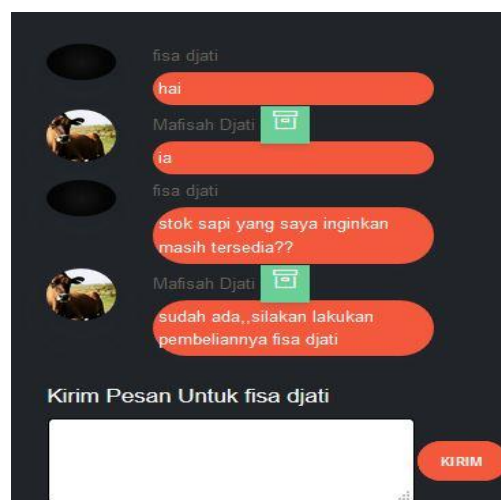 fisa djati
hai
Mafisah Djati
ia
fisa djati
stok sapi yang saya inginkan
masih tersedia??
Mafisah Djati
sudah ada,,silakan lakukan
pembeliannya fisa djati
Kirim Pesan Untuk fisa djati
KIRIM